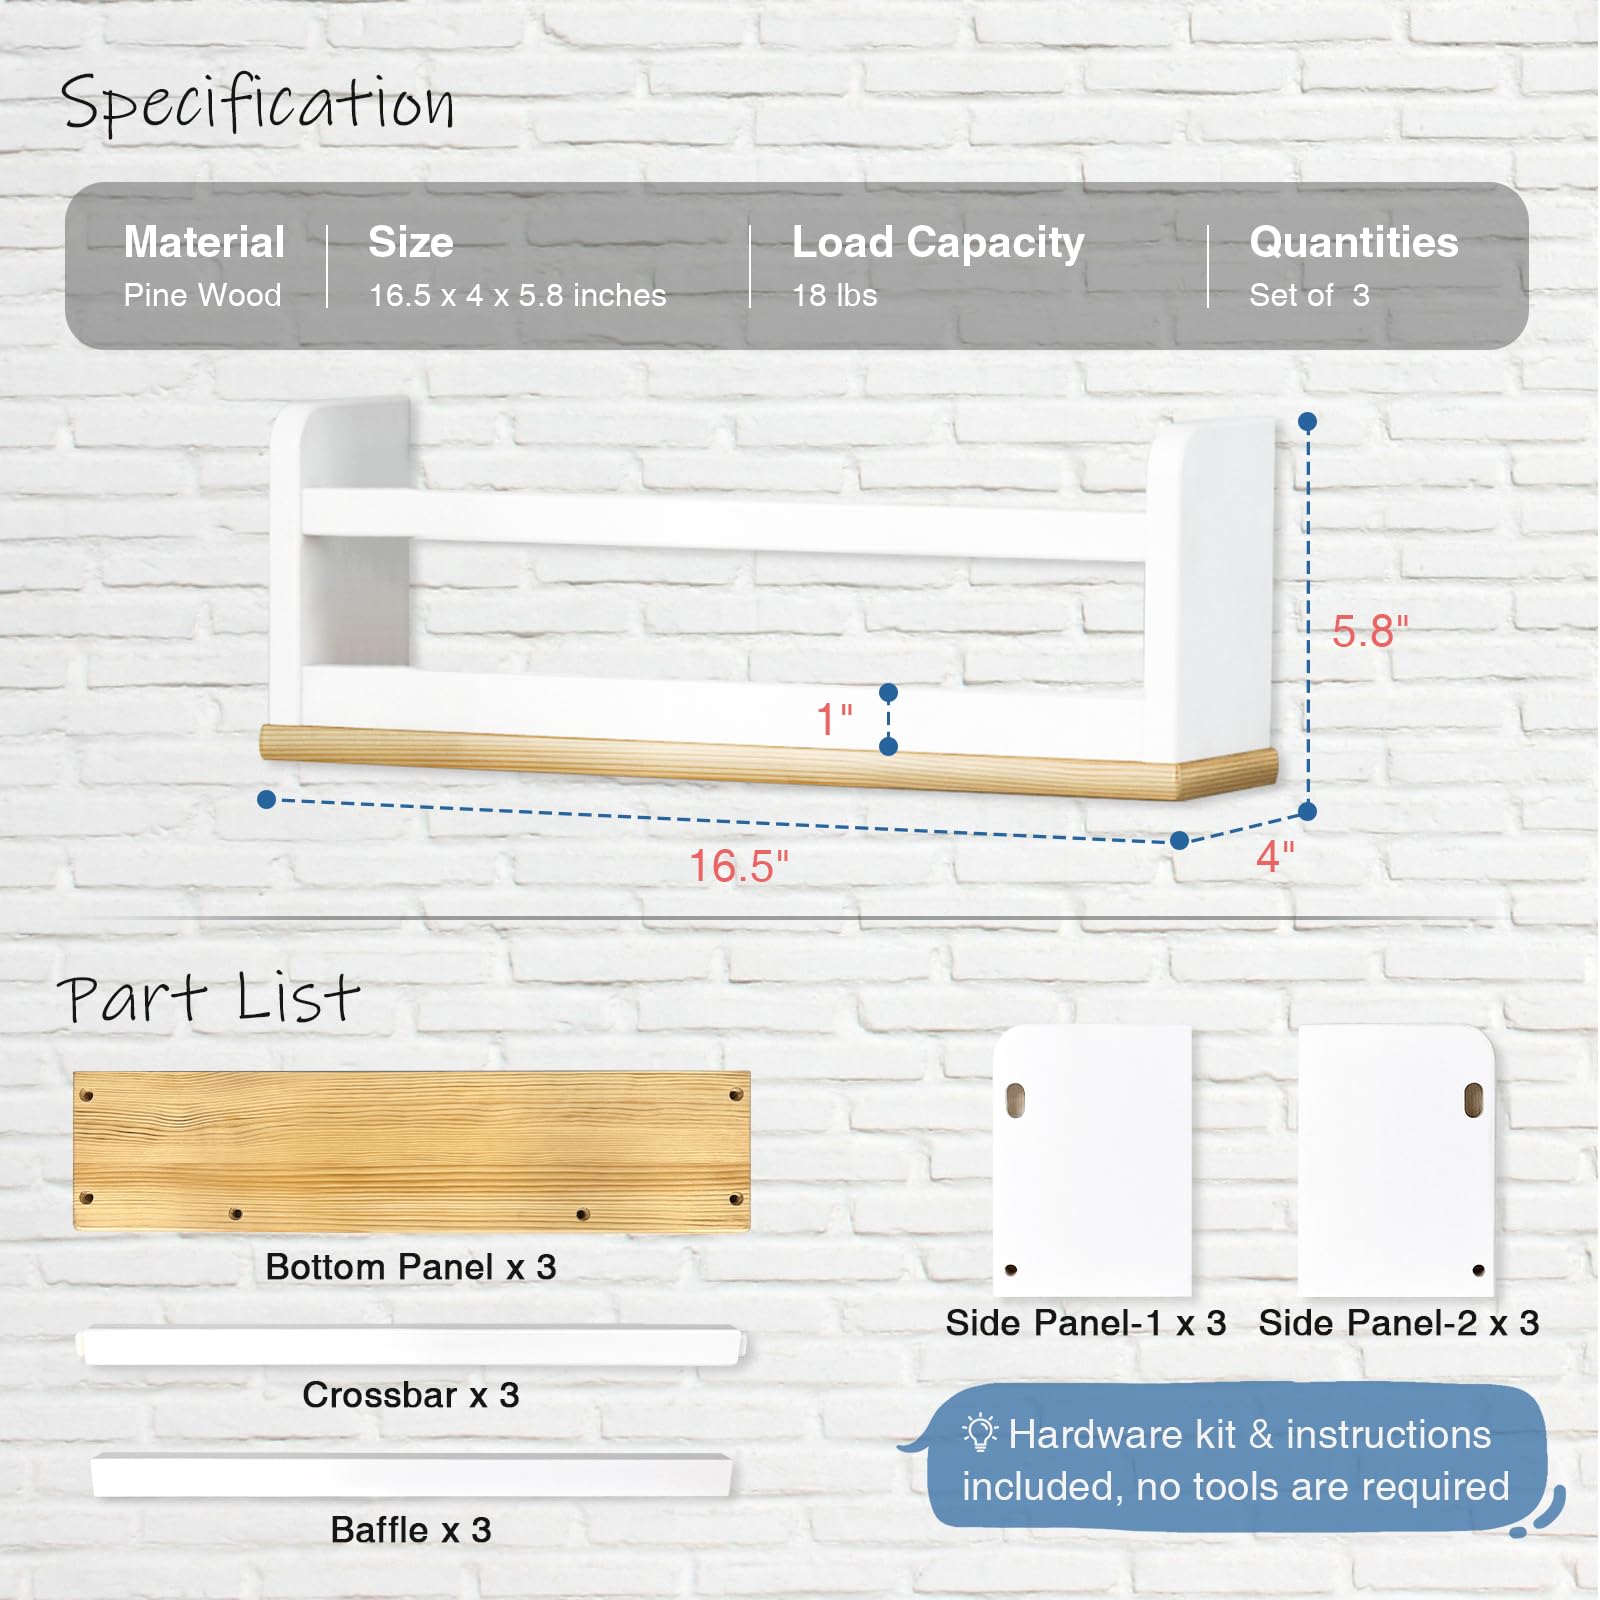 Specification
Material
Pine Wood
Size
16.5 x 4 x 5.8 inches
Load Capacity
18 lbs
Quantities
Set of 3
5.8"
1"
16.5"
4"
Part List
Bottom Panel x 3
Crossbar x 3
Baffle x 3
Side Panel-1 x 3
Side Panel-2 x 3
Hardware kit & instructions
included, no tools are required